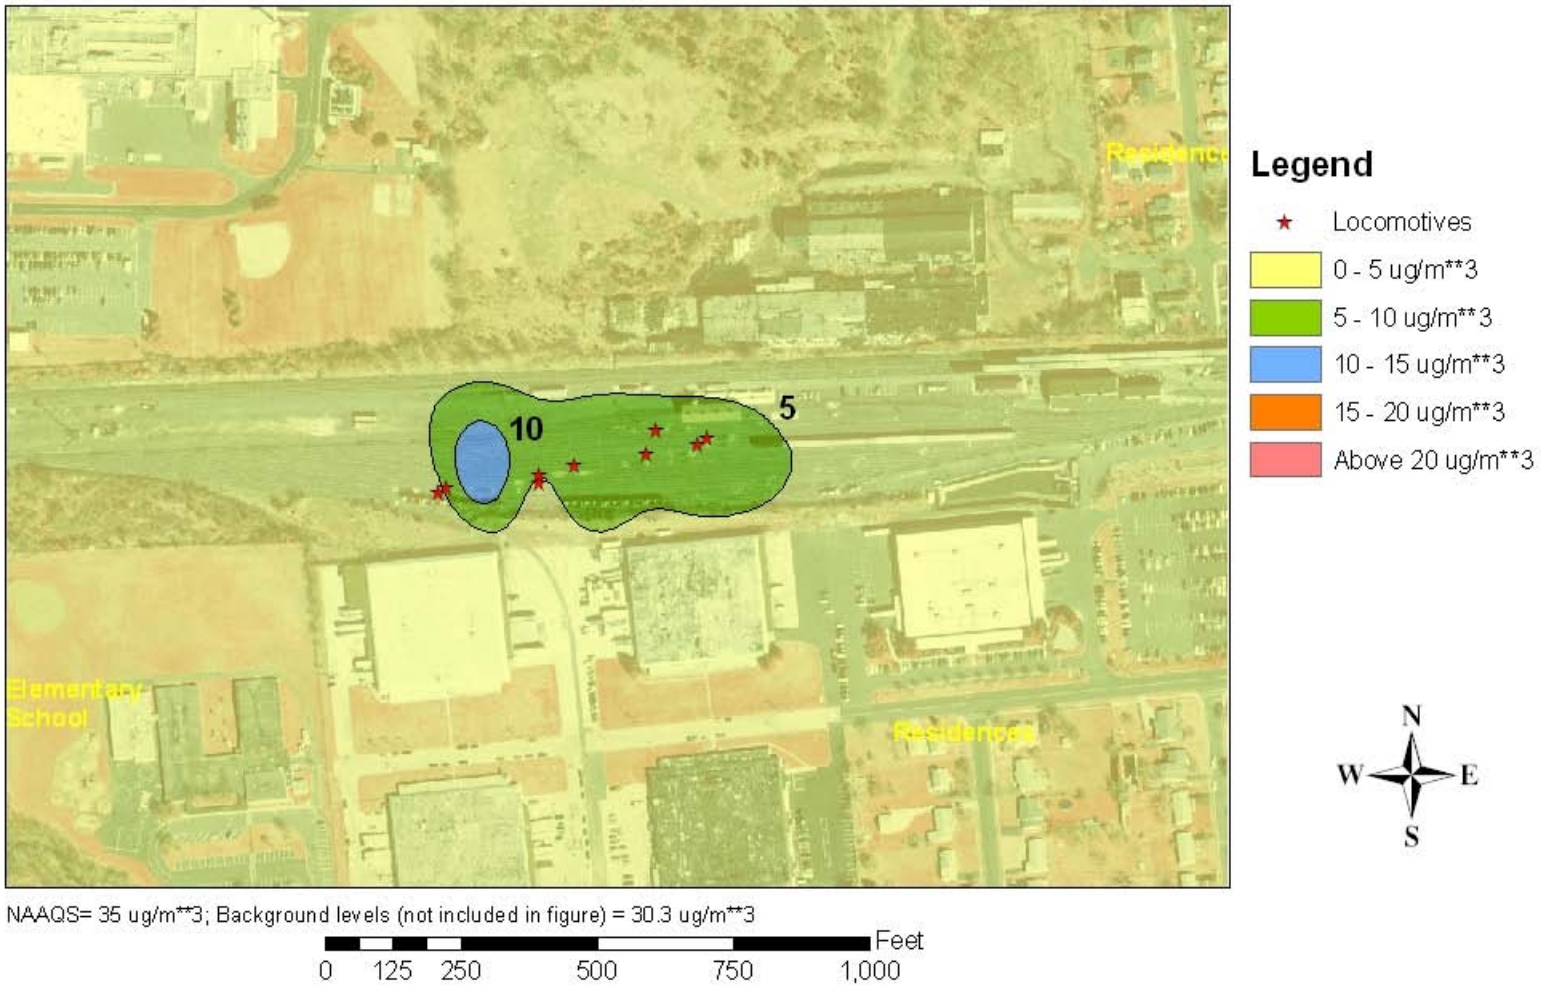 Residenc
Legend
Locomotives
0 - 5 ug/m**3
5 - 10 ug/m**3
10 - 15 ug/m**3
15 - 20 ug/m**3
Above 20 ug/m**3
5
10
Elementary
School
Residences
N
W E
S
NAAQS= 35 ug/m**3; Background levels (not included in figure) = 30.3 ug/m**3
Feet
0 125 250 500 750 1,000